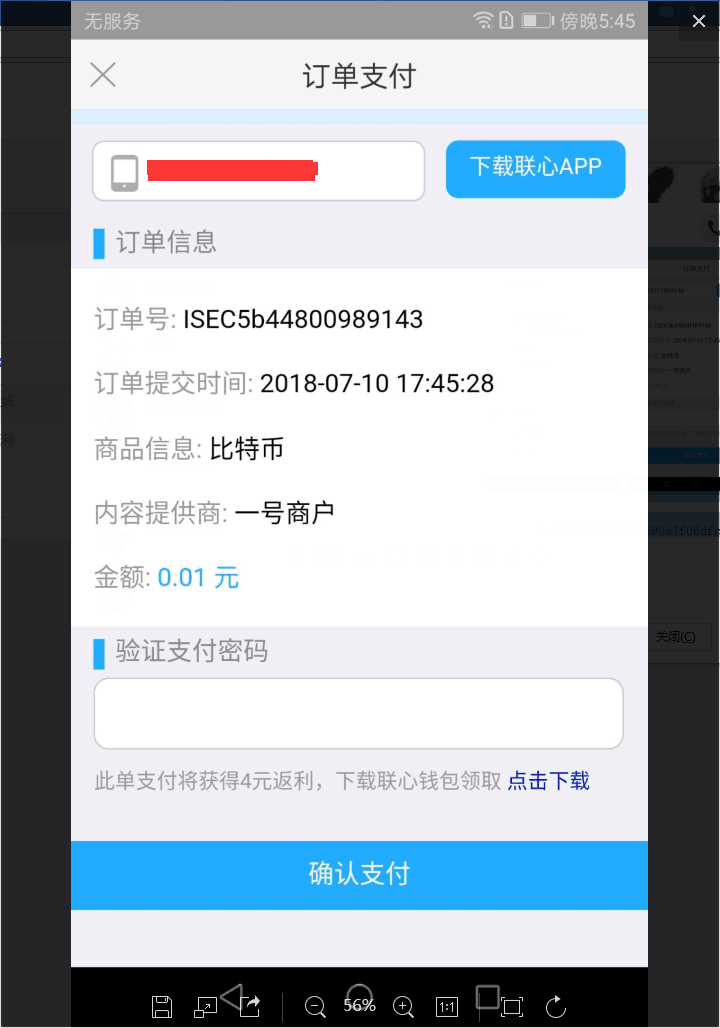 无服务 傍晚5:45
订单支付
下载联心APP
订单信息
订单号: ISEC5b44800989143
订单提交时间: 2018-07-10 17:45:28
商品信息: 比特币
内容提供商: 一号商户
金额: 0.01 元
590a7f06dfc
关闭(C)
验证支付密码
此单支付将获得4元返利，下载联心钱包领取 点击下载
确认支付
56%
1:1